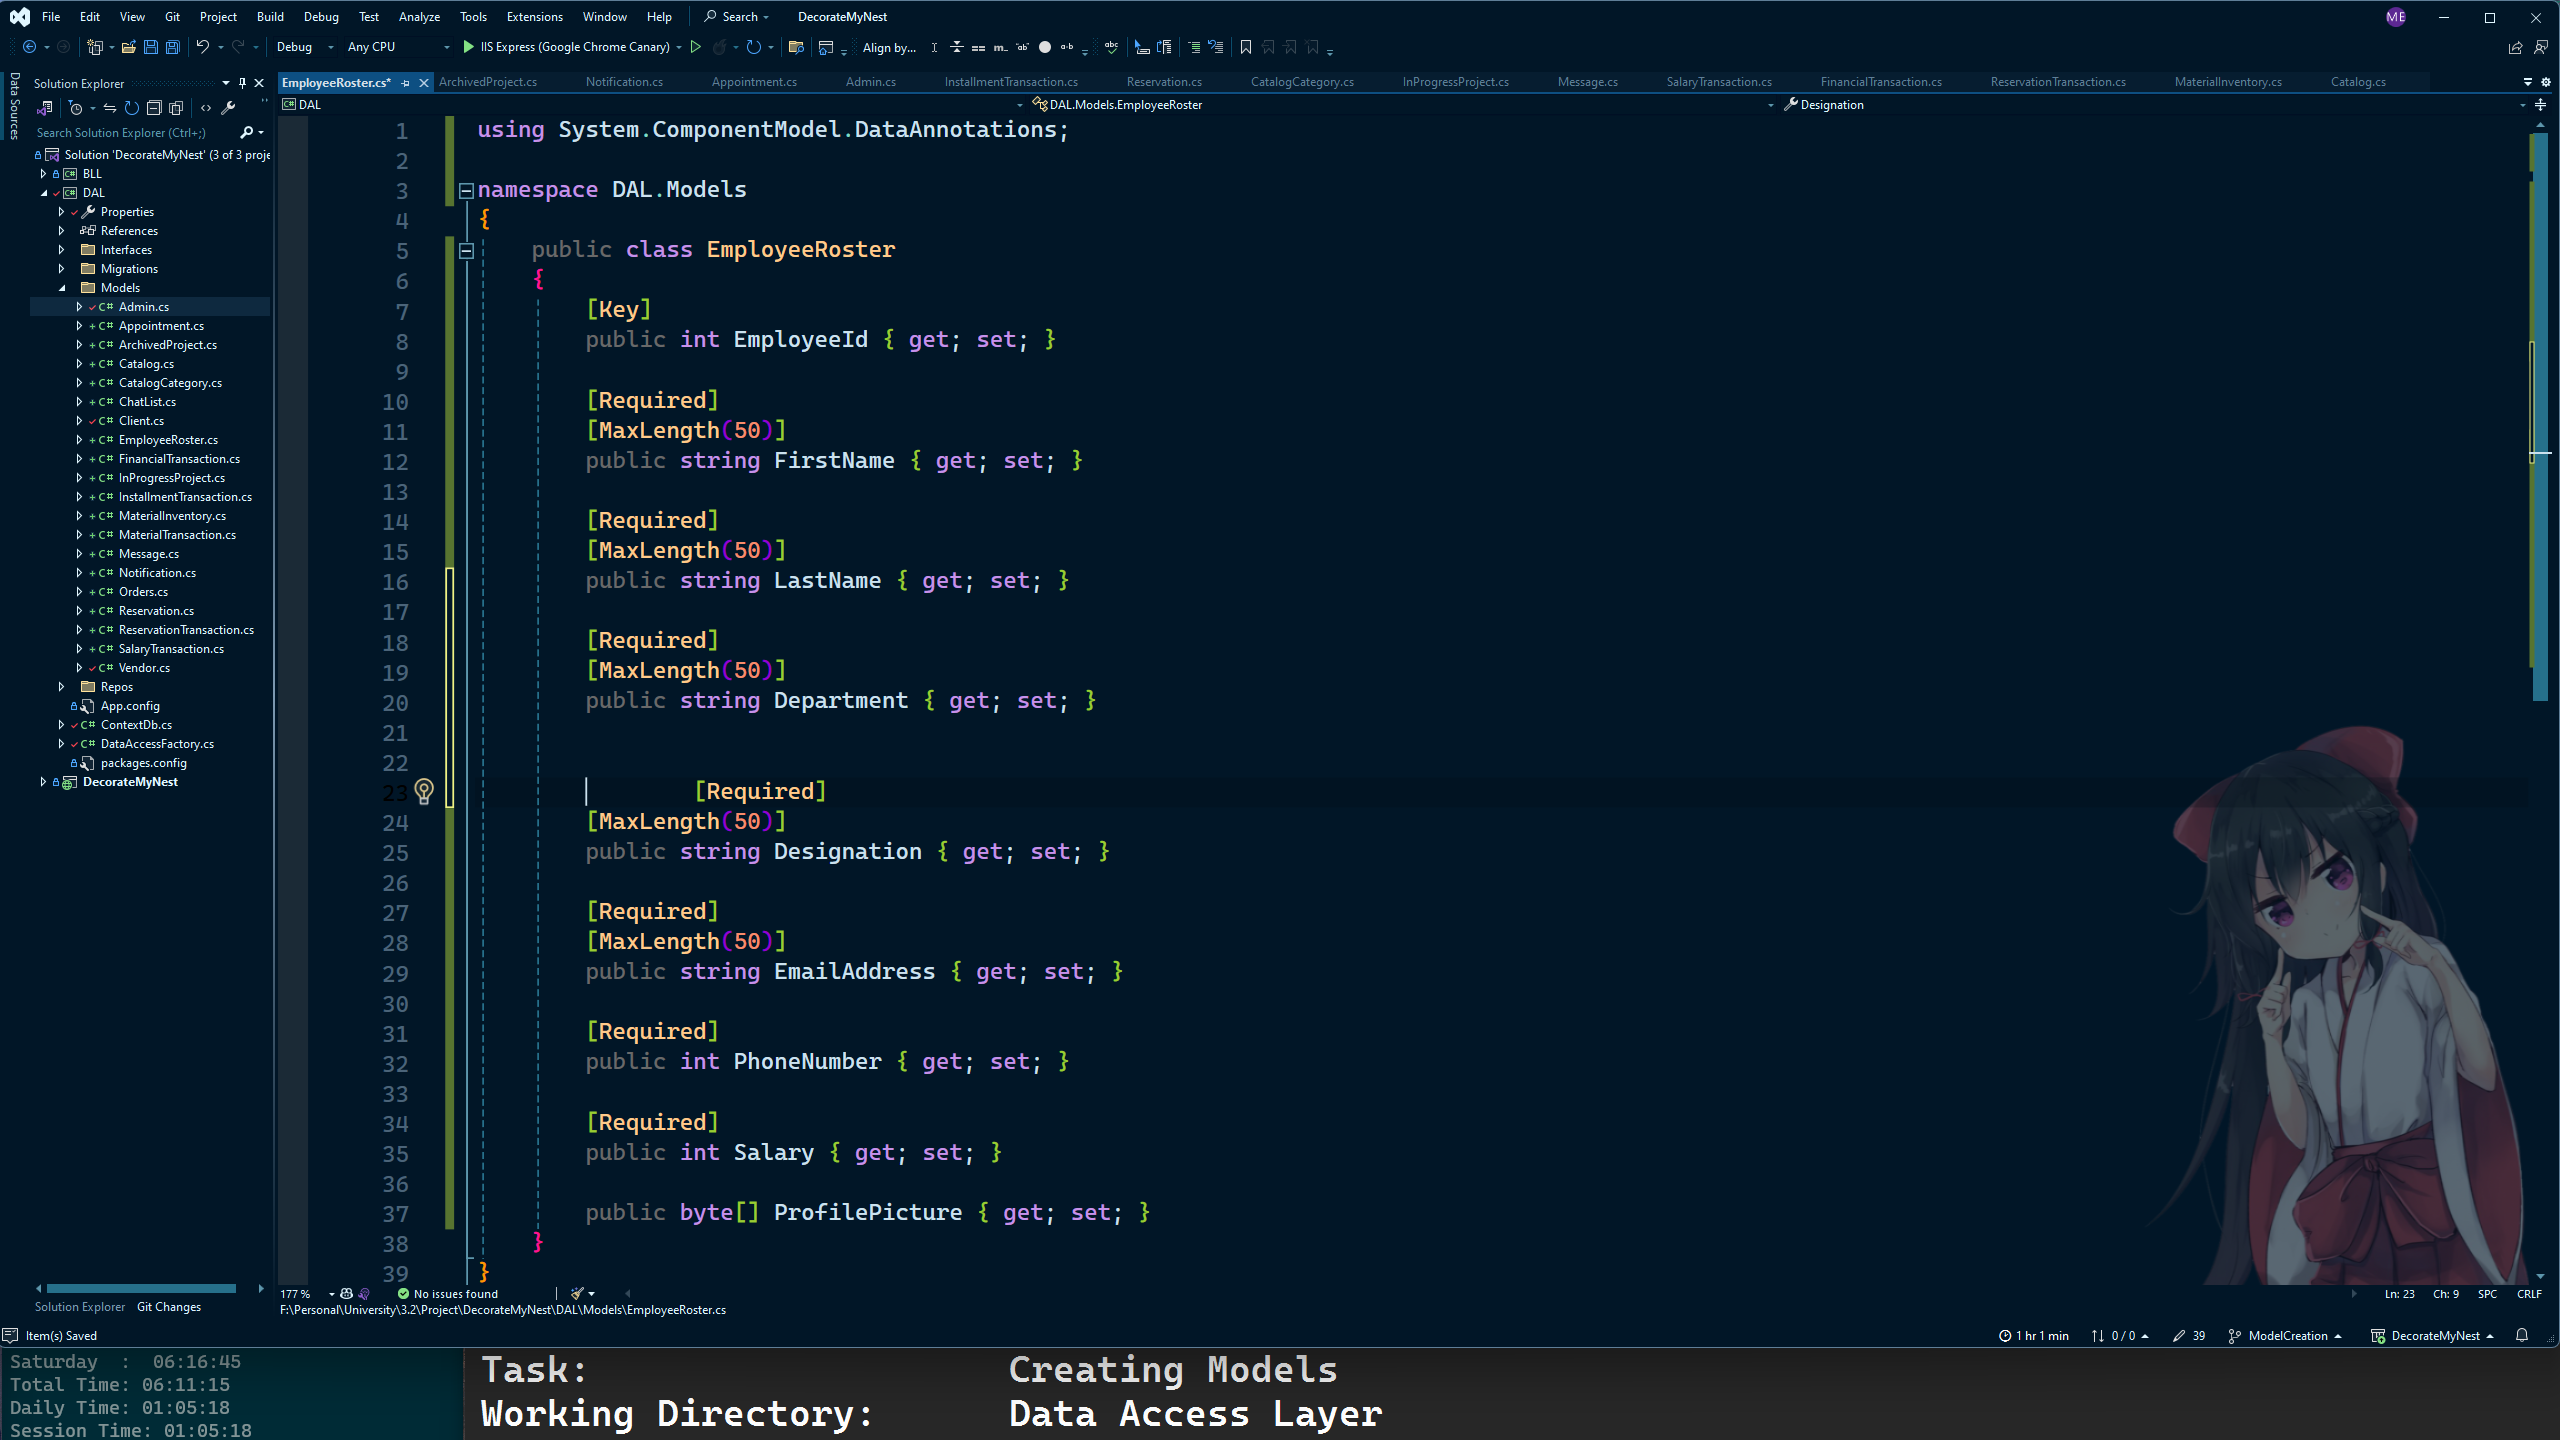 File Edit View Git Project Build Debug Test Analyze Tools Extensions Window Help Search DecorateMyNest ME
Debug Any CPU IIS Express (Google Chrome Canary) Align by...
Data Sources
Solution Explorer
Search Solution Explorer (Ctrl+;)
Solution 'DecorateMyNest' (3 of 3 proje
BLL
DAL
Properties
References
Interfaces
Migrations
Models
C# Admin.cs
C# Appointment.cs
C# ArchivedProject.cs
C# Catalog.cs
C# CatalogCategory.cs
C# ChatList.cs
C# Client.cs
C# EmployeeRoster.cs
C# FinancialTransaction.cs
C# InProgressProject.cs
C# InstallmentTransaction.cs
C# MaterialInventory.cs
C# MaterialTransaction.cs
C# Message.cs
C# Notification.cs
C# Orders.cs
C# Reservation.cs
C# ReservationTransaction.cs
C# SalaryTransaction.cs
C# Vendor.cs
Repos
App.config
C# ContextDb.cs
C# DataAccessFactory.cs
packages.config
DecorateMyNest
Solution Explorer Git Changes
EmployeeRoster.cs* ArchivedProject.cs Notification.cs Appointment.cs Admin.cs InstallmentTransaction.cs Reservation.cs CatalogCategory.cs InProgressProject.cs Message.cs SalaryTransaction.cs FinancialTransaction.cs ReservationTransaction.cs MaterialInventory.cs Catalog.cs
C# DAL DAL.Models.EmployeeRoster Designation
1 using System.ComponentModel.DataAnnotations;
2
3 namespace DAL.Models
4 {
5 public class EmployeeRoster
6 {
7 [Key]
8 public int EmployeeId { get; set; }
9
10 [Required]
11 [MaxLength(50)]
12 public string FirstName { get; set; }
13
14 [Required]
15 [MaxLength(50)]
16 public string LastName { get; set; }
17
18 [Required]
19 [MaxLength(50)]
20 public string Department { get; set; }
21
22
23 [Required]
24 [MaxLength(50)]
25 public string Designation { get; set; }
26
27 [Required]
28 [MaxLength(50)]
29 public string EmailAddress { get; set; }
30
31 [Required]
32 public int PhoneNumber { get; set; }
33
34 [Required]
35 public int Salary { get; set; }
36
37 public byte[] ProfilePicture { get; set; }
38 }
39 }
177 % No issues found Ln: 23 Ch: 9 SPC CRLF
F:\Personal\University\3.2\Project\DecorateMyNest\DAL\Models\EmployeeRoster.cs
Item(s) Saved 1 hr 1 min 0 / 0 39 ModelCreation DecorateMyNest
Saturday : 06:16:45
Total Time: 06:11:15
Daily Time: 01:05:18
Session Time: 01:05:18
Task: Creating Models
Working Directory: Data Access Layer